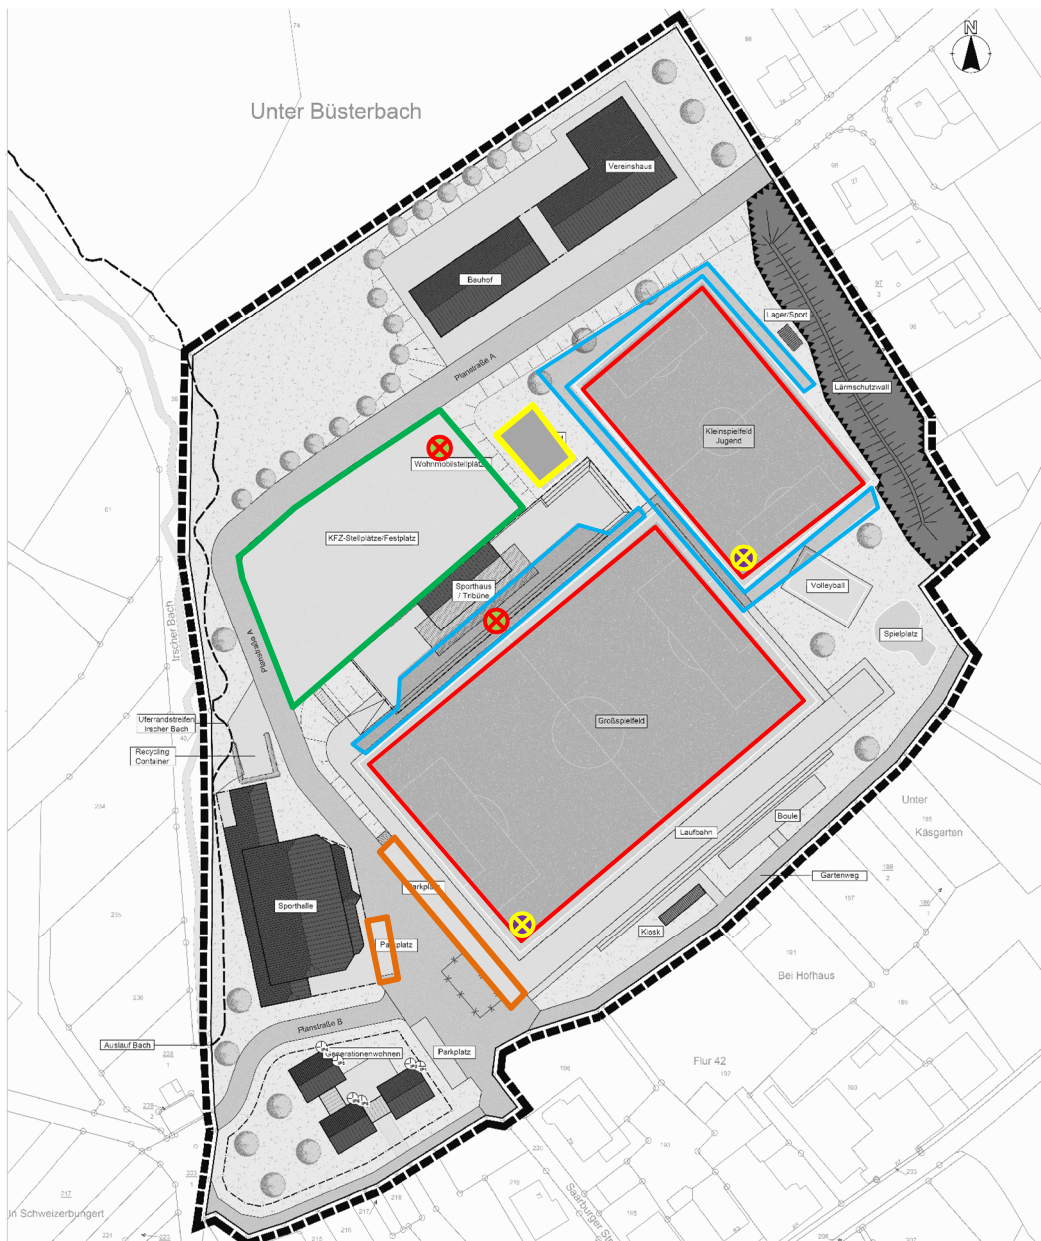 N
Unter Büsterbach
Vereinshaus
Bauhof
Planstraße A
Lager/Sport
Lärmschutzwall
Kleinspielfeld
Jugend
Wohnmobilstellplatz
KFZ-Stellplätze/Festplatz
Sporthaus
/ Tribüne
Volleyball
Spielplatz
Irscher Bach
Planstraße A
Großspielfeld
Uferrandstreifen
Irscher Bach
Recycling
Container
Laufbahn
Boule
Unter
Käsgarten
Gartenweg
Parkplatz
Sporthalle
Parkplatz
Kiosk
Bei Hofhaus
Planstraße B
Auslauf Bach
Generationenwohnen
Parkplatz
Flur 42
Saarburger Str
In Schweizerbungert